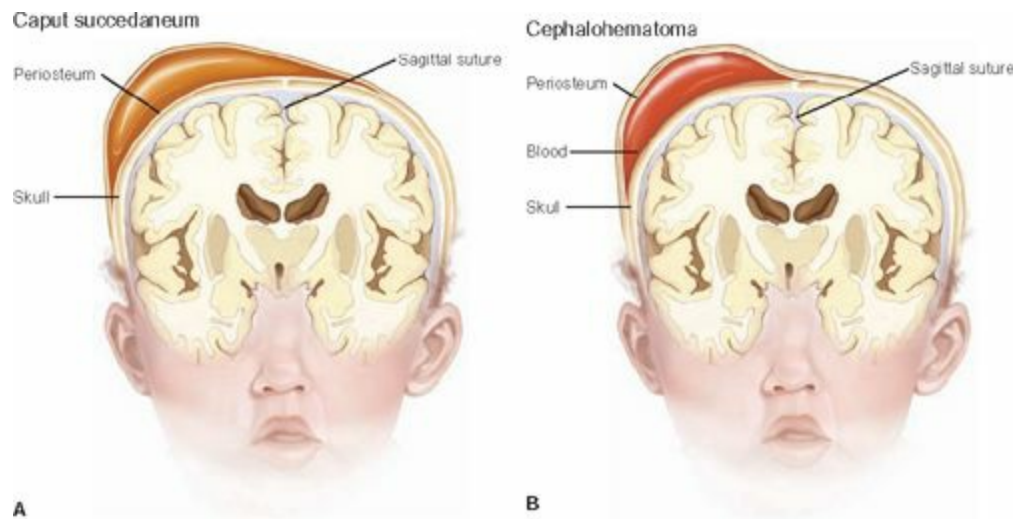 Caput succedaneum
Periosteum
Sagittal suture
Skull
A
Cephalohematoma
Periosteum
Sagittal suture
Blood
Skull
B